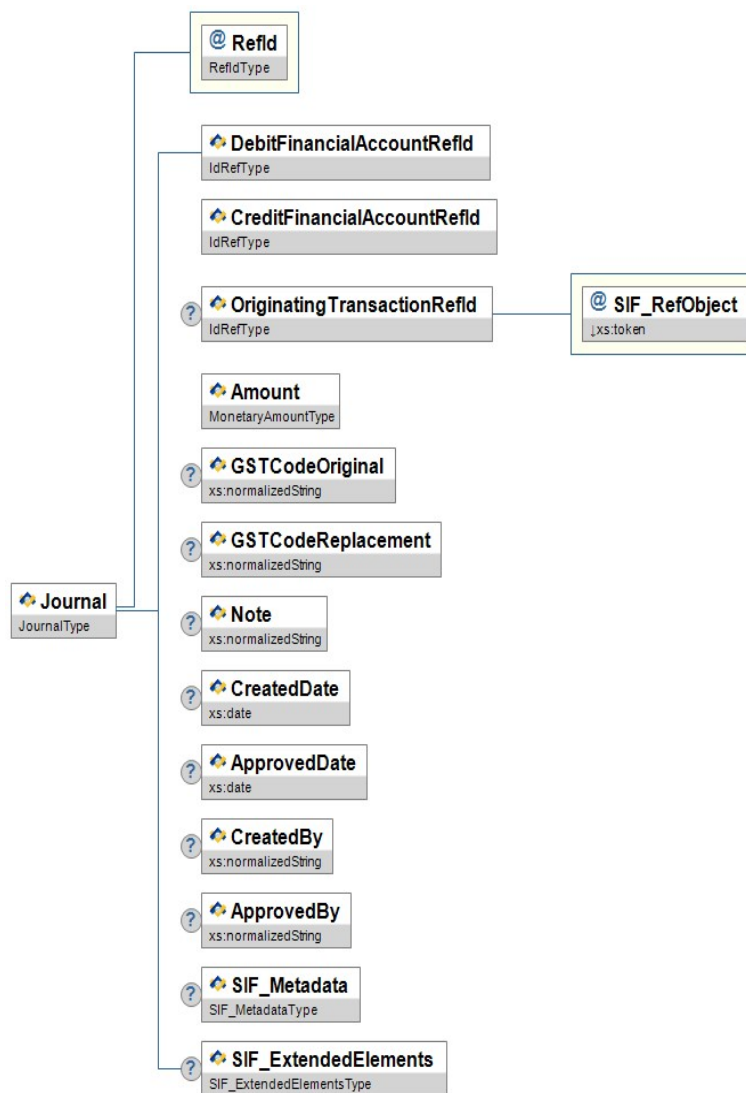 @ RefId
RefIdType
DebitFinancialAccountRefId
IdRefType
CreditFinancialAccountRefId
IdRefType
? OriginatingTransactionRefId
IdRefType
@ SIF_RefObject
↓xs:token
Amount
MonetaryAmountType
? GSTCodeOriginal
xs:normalizedString
? GSTCodeReplacement
xs:normalizedString
Journal
JournalType
? Note
xs:normalizedString
? CreatedDate
xs:date
? ApprovedDate
xs:date
? CreatedBy
xs:normalizedString
? ApprovedBy
xs:normalizedString
? SIF_Metadata
SIF_MetadataType
? SIF_ExtendedElements
SIF_ExtendedElementsType